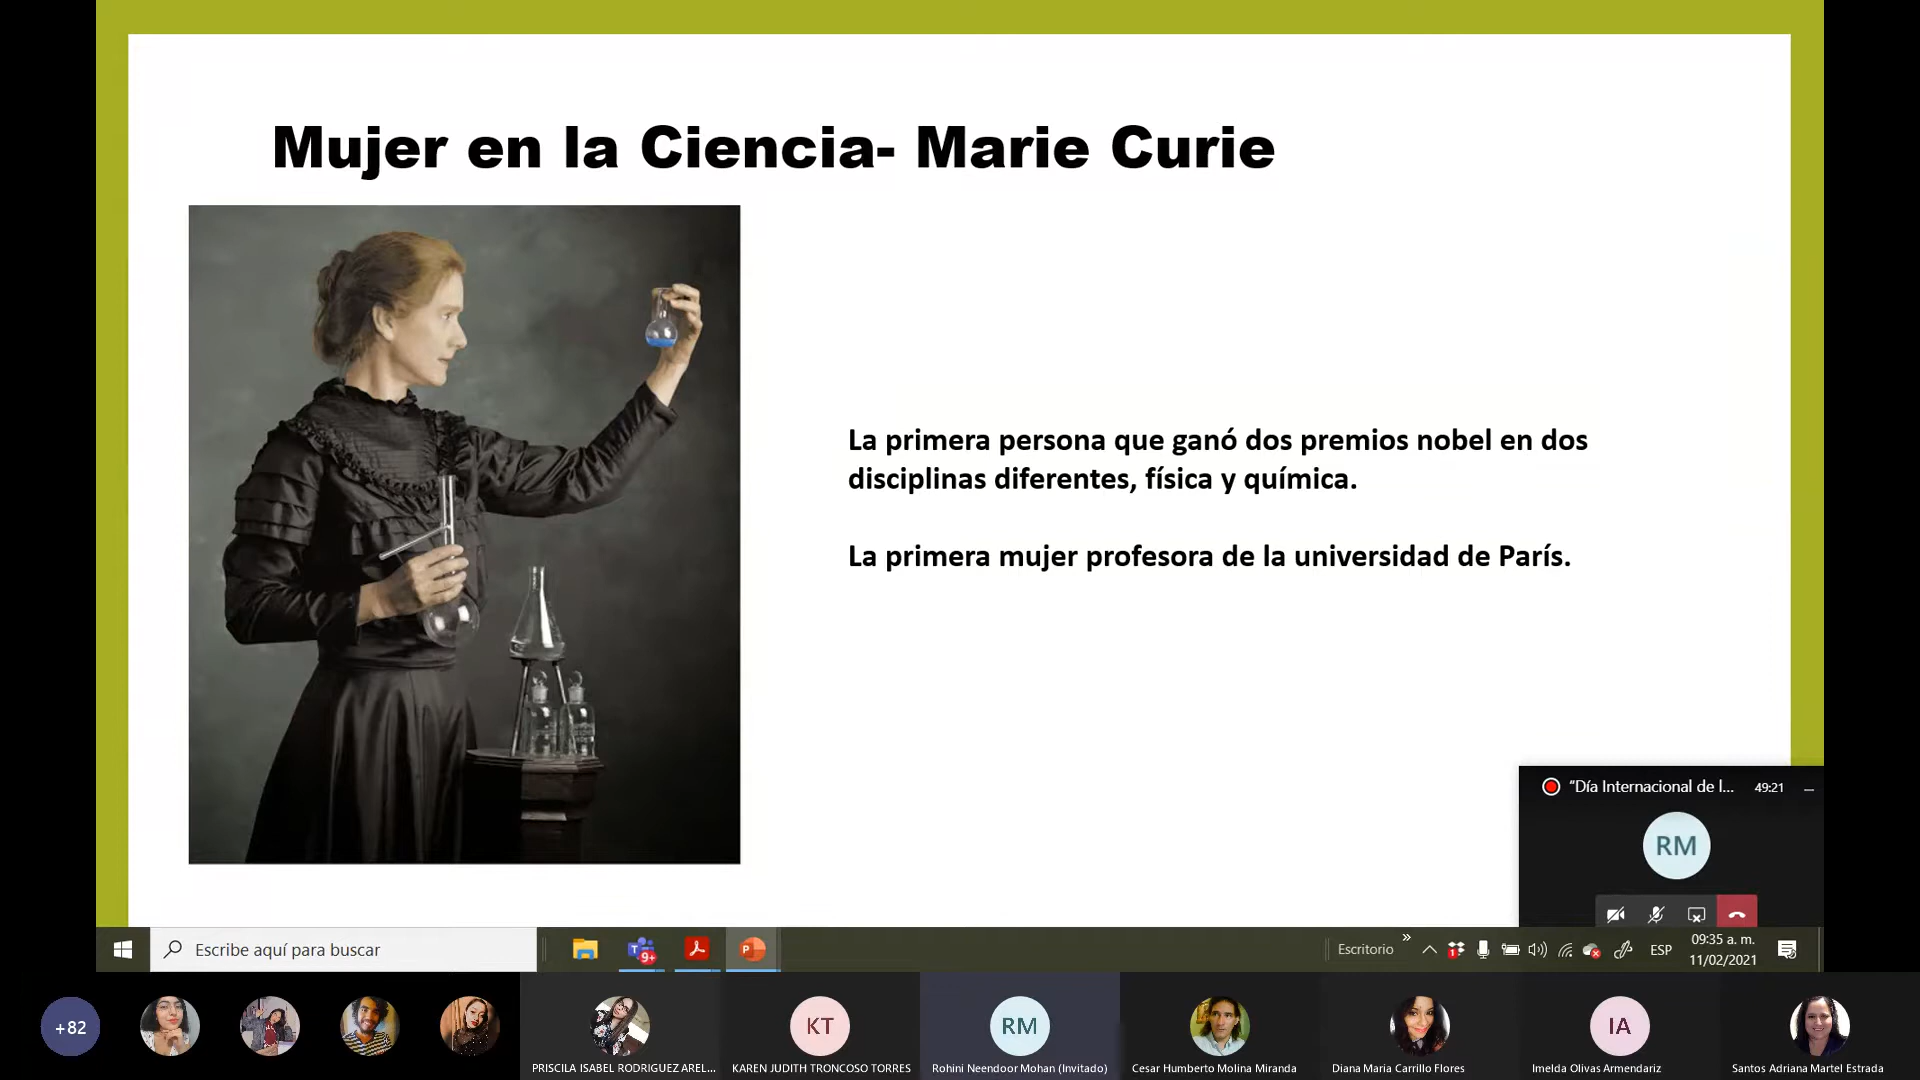 Mujer en la Ciencia- Marie Curie
La primera persona que ganó dos premios nobel en dos
disciplinas diferentes, física y química.
La primera mujer profesora de la universidad de París.
"Día Internacional de l...
49:21
RM
Escribe aquí para buscar
9+
Escritorio
»
1
ESP
09:35 a. m.
11/02/2021
+82
KT
RM
IA
PRISCILA ISABEL RODRIGUEZ AREL...
KAREN JUDITH TRONCOSO TORRES
Rohini Neendoor Mohan (Invitado)
Cesar Humberto Molina Miranda
Diana Maria Carrillo Flores
Imelda Olivas Armendariz
Santos Adriana Martel Estrada